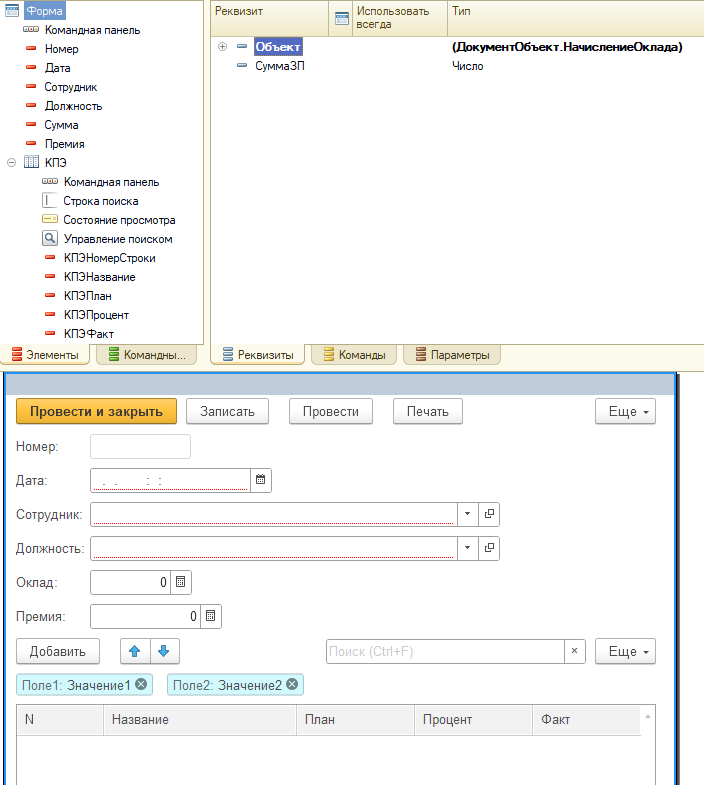 Форма
Командная панель
Номер
Дата
Сотрудник
Должность
Сумма
Премия
КПЭ
Командная панель
Строка поиска
Состояние просмотра
Управление поиском
КПЭНомерСтроки
КПЭНазвание
КПЭПлан
КПЭПроцент
КПЭФакт
Элементы Командны...
Реквизит Использовать всегда Тип
Объект (ДокументОбъект.НачислениеОклада)
СуммаЗП Число
Реквизиты Команды Параметры
Провести и закрыть Записать Провести Печать Еще
Номер:
Дата: . . : :
Сотрудник:
Должность:
Оклад: 0
Премия: 0
Добавить Поиск (Ctrl+F) × Еще
Поле1: Значение1 Поле2: Значение2
N Название План Процент Факт